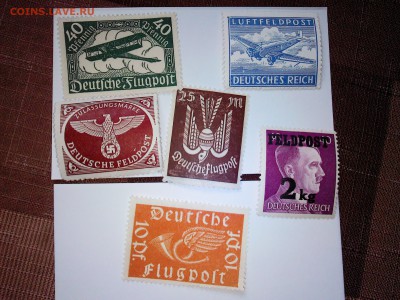 COINS.LAVE.RU
40 40
Pfennig Pfennig
Deutsche Flugpost
LUFTFELDPOST
DEUTSCHES REICH
ZULASSUNGSMARKE
DEUTSCHE FELDPOST
25 M
Deutsche Flugpost
FELDPOST
2kg
DEUTSCHES REICH
Deutsche
10 Pf. 10 Pf.
Flugpost